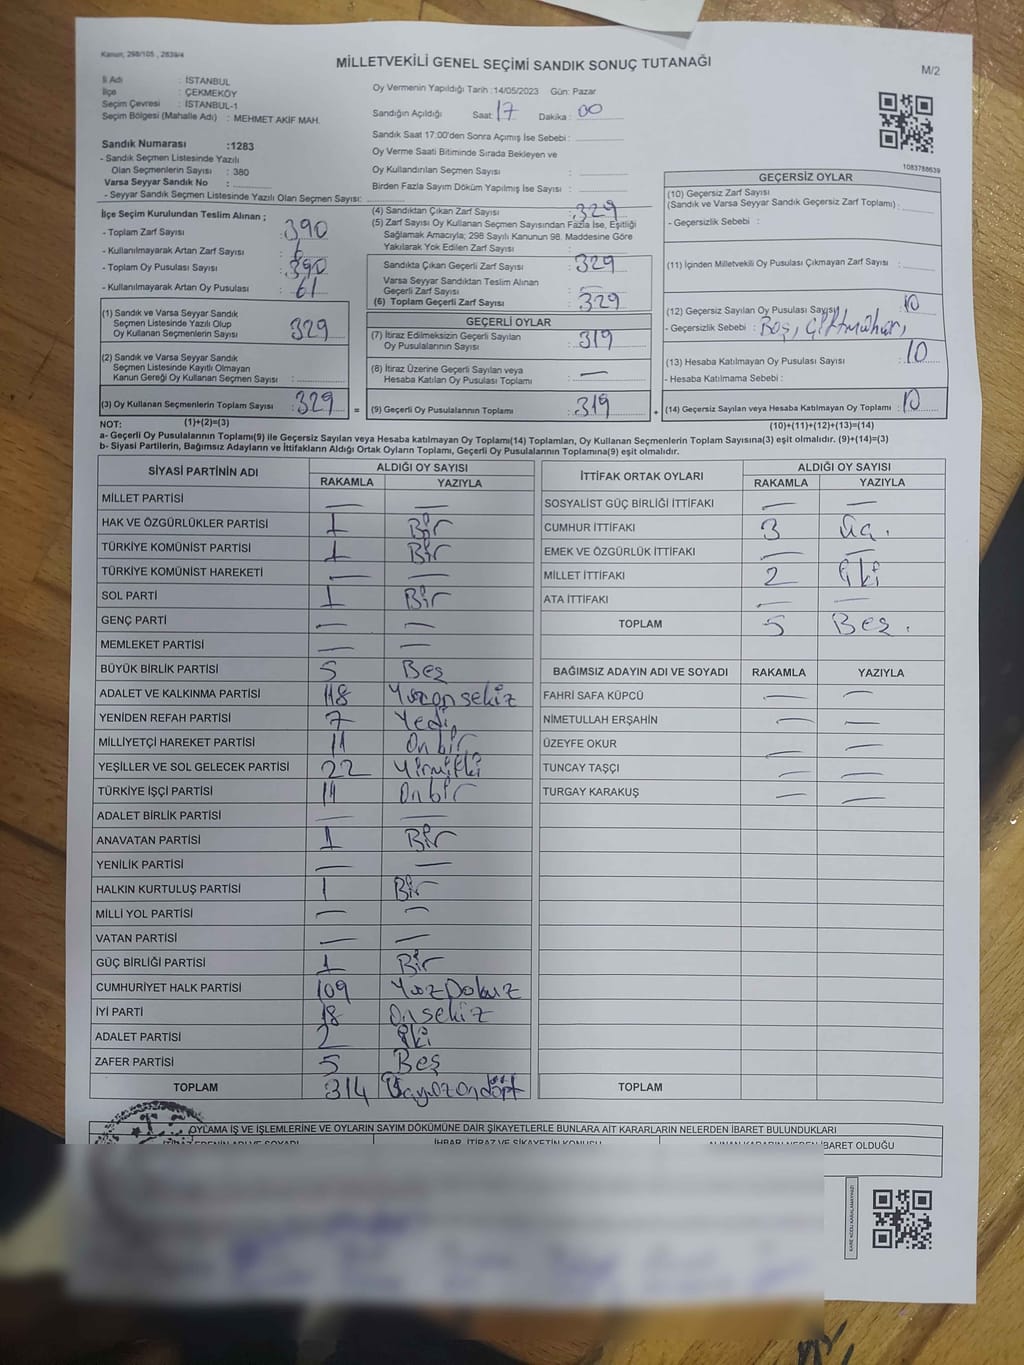 Kanun; 298/105 , 2839/4
MİLLETVEKİLİ GENEL SEÇİMİ SANDIK SONUÇ TUTANAĞI
M/2
İl Adı : İSTANBUL
İlçe : ÇEKMEKÖY
Seçim Çevresi : İSTANBUL-1
Seçim Bölgesi (Mahalle Adı) : MEHMET AKİF MAH.
Sandık Numarası :1283
- Sandık Seçmen Listesinde Yazılı
Olan Seçmenlerin Sayısı : 380
Varsa Seyyar Sandık No :
- Seyyar Sandık Seçmen Listesinde Yazılı Olan Seçmen Sayısı:
Oy Vermenin Yapıldığı Tarih :14/05/2023 Gün: Pazar
Sandığın Açıldığı Saat: 17 Dakika : 00
Sandık Saat 17:00'den Sonra Açmış İse Sebebi :
Oy Verme Saati Bitiminde Sırada Bekleyen ve
Oy Kullandırılan Seçmen Sayısı :
Birden Fazla Sayım Döküm Yapılmış İse Sayısı :
1083788639
İlçe Seçim Kurulundan Teslim Alınan ;
- Toplam Zarf Sayısı : 390
- Kullanılmayarak Artan Zarf Sayısı :
- Toplam Oy Pusulası Sayısı : 390
- Kullanılmayarak Artan Oy Pusulası : 61
(4) Sandıktan Çıkan Zarf Sayısı : 329
(5) Zarf Sayısı Oy Kullanan Seçmen Sayısından Fazla İse, Eşitliği
Sağlamak Amacıyla; 298 Sayılı Kanunun 98. Maddesine Göre
Yakılarak Yok Edilen Zarf Sayısı :
Sandıkta Çıkan Geçerli Zarf Sayısı : 329
Varsa Seyyar Sandıktan Teslim Alınan
Geçerli Zarf Sayısı : —
(6) Toplam Geçerli Zarf Sayısı : 329
GEÇERSİZ OYLAR
(10) Geçersiz Zarf Sayısı
(Sandık ve Varsa Seyyar Sandık Geçersiz Zarf Toplamı) :
- Geçersizlik Sebebi :
(11) İçinden Milletvekili Oy Pusulası Çıkmayan Zarf Sayısı :
(12) Geçersiz Sayılan Oy Pusulası Sayısı : 10
- Geçersizlik Sebebi : Boş, Çift mühür,
(13) Hesaba Katılmayan Oy Pusulası Sayısı : 10
- Hesaba Katılmama Sebebi :
(14) Geçersiz Sayılan veya Hesaba Katılmayan Oy Toplamı : 10
(1) Sandık ve Varsa Seyyar Sandık
Seçmen Listesinde Yazılı Olup
Oy Kullanan Seçmenlerin Sayısı : 329
(2) Sandık ve Varsa Seyyar Sandık
Seçmen Listesinde Kayıtlı Olmayan
Kanun Gereği Oy Kullanan Seçmen Sayısı :
(3) Oy Kullanan Seçmenlerin Toplam Sayısı : 329 =
GEÇERLİ OYLAR
(7) İtiraz Edilmeksizin Geçerli Sayılan
Oy Pusulalarının Sayısı : 319
(8) İtiraz Üzerine Geçerli Sayılan veya
Hesaba Katılan Oy Pusulası Toplamı : —
(9) Geçerli Oy Pusulalarının Toplamı : 319 +
NOT: (1)+(2)=(3)
(10)+(11)+(12)+(13)=(14)
a- Geçerli Oy Pusulalarının Toplamı(9) ile Geçersiz Sayılan veya Hesaba katılmayan Oy Toplamı(14) Toplamları, Oy Kullanan Seçmenlerin Toplam Sayısına(3) eşit olmalıdır. (9)+(14)=(3)
b- Siyasi Partilerin, Bağımsız Adayların ve İttifakların Aldığı Ortak Oyların Toplamı, Geçerli Oy Pusulalarının Toplamına(9) eşit olmalıdır.
SİYASİ PARTİNİN ADI ALDIĞI OY SAYISI
RAKAMLA YAZIYLA
MİLLET PARTİSİ — —
HAK VE ÖZGÜRLÜKLER PARTİSİ 1 Bir
TÜRKİYE KOMÜNİST PARTİSİ 1 Bir
TÜRKİYE KOMÜNİST HAREKETİ — —
SOL PARTİ 1 Bir
GENÇ PARTİ — —
MEMLEKET PARTİSİ — —
BÜYÜK BİRLİK PARTİSİ 5 Beş
ADALET VE KALKINMA PARTİSİ 118 Yüzonsekiz
YENİDEN REFAH PARTİSİ 7 Yedi
MİLLİYETÇİ HAREKET PARTİSİ 11 Onbir
YEŞİLLER VE SOL GELECEK PARTİSİ 22 Yirmiİki
TÜRKİYE İŞÇİ PARTİSİ 11 Onbir
ADALET BİRLİK PARTİSİ — —
ANAVATAN PARTİSİ 1 Bir
YENİLİK PARTİSİ — —
HALKIN KURTULUŞ PARTİSİ 1 Bir
MİLLİ YOL PARTİSİ — —
VATAN PARTİSİ — —
GÜÇ BİRLİĞİ PARTİSİ 1 Bir
CUMHURİYET HALK PARTİSİ 109 YüzDokuz
İYİ PARTİ 18 Onsekiz
ADALET PARTİSİ 2 İki
ZAFER PARTİSİ 5 Beş
TOPLAM 314 Üçyüzondört
İTTİFAK ORTAK OYLARI ALDIĞI OY SAYISI
RAKAMLA YAZIYLA
SOSYALİST GÜÇ BİRLİĞİ İTTİFAKI — —
CUMHUR İTTİFAKI 3 Üç.
EMEK VE ÖZGÜRLÜK İTTİFAKI — —
MİLLET İTTİFAKI 2 İki
ATA İTTİFAKI — —
TOPLAM 5 Beş.
BAĞIMSIZ ADAYIN ADI VE SOYADI RAKAMLA YAZIYLA
FAHRİ SAFA KÜPCÜ — —
NİMETULLAH ERŞAHİN — —
ÜZEYFE OKUR — —
TUNCAY TAŞÇI — —
TURGAY KARAKUŞ — —
TOPLAM
OYLAMA İŞ VE İŞLEMLERİNE VE OYLARIN SAYIM DÖKÜMÜNE DAİR ŞİKAYETLERLE BUNLARA AİT KARARLARIN NELERDEN İBARET BULUNDUKLARI
İHBAR, İTİRAZ VE ŞİKAYETİN KONUSU
ALINAN KARARIN NEDEN İBARET OLDUĞU